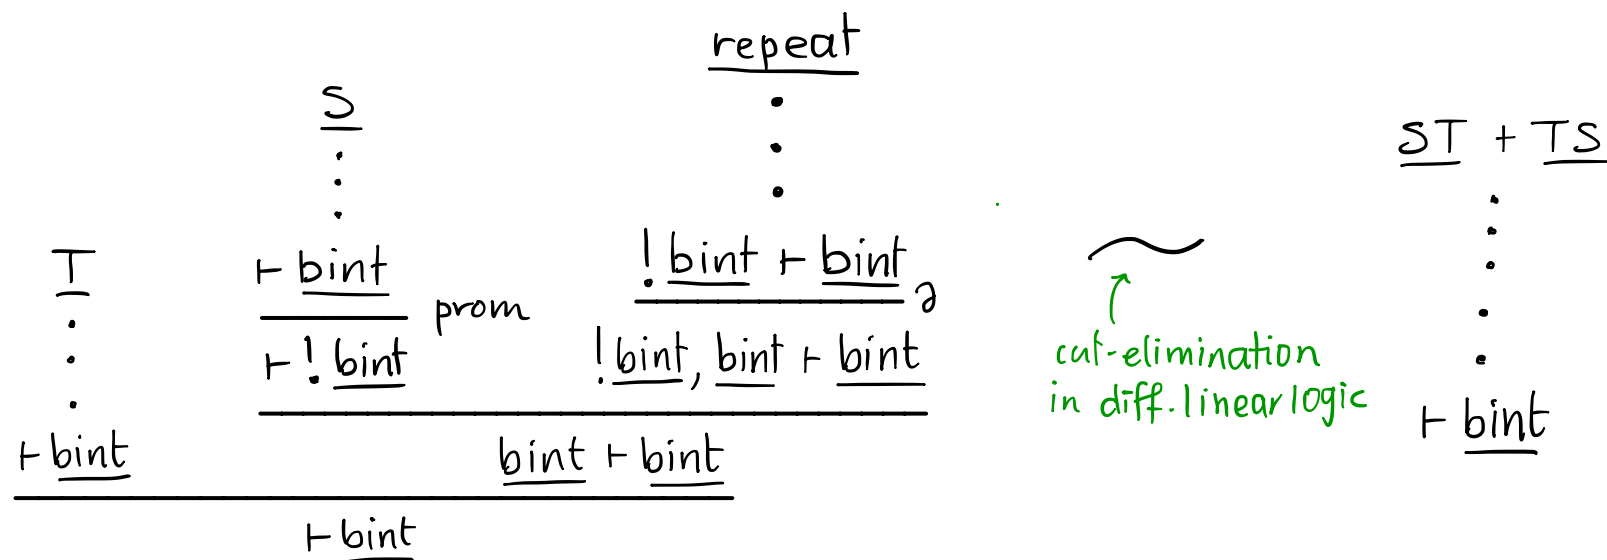 repeat
S
ST + TS
T
⊢ bint
prom
! bint ⊢ bint
∂
⊢ ! bint
! bint, bint ⊢ bint
cut-elimination
in diff. linear logic
⊢ bint
⊢ bint
bint ⊢ bint
⊢ bint